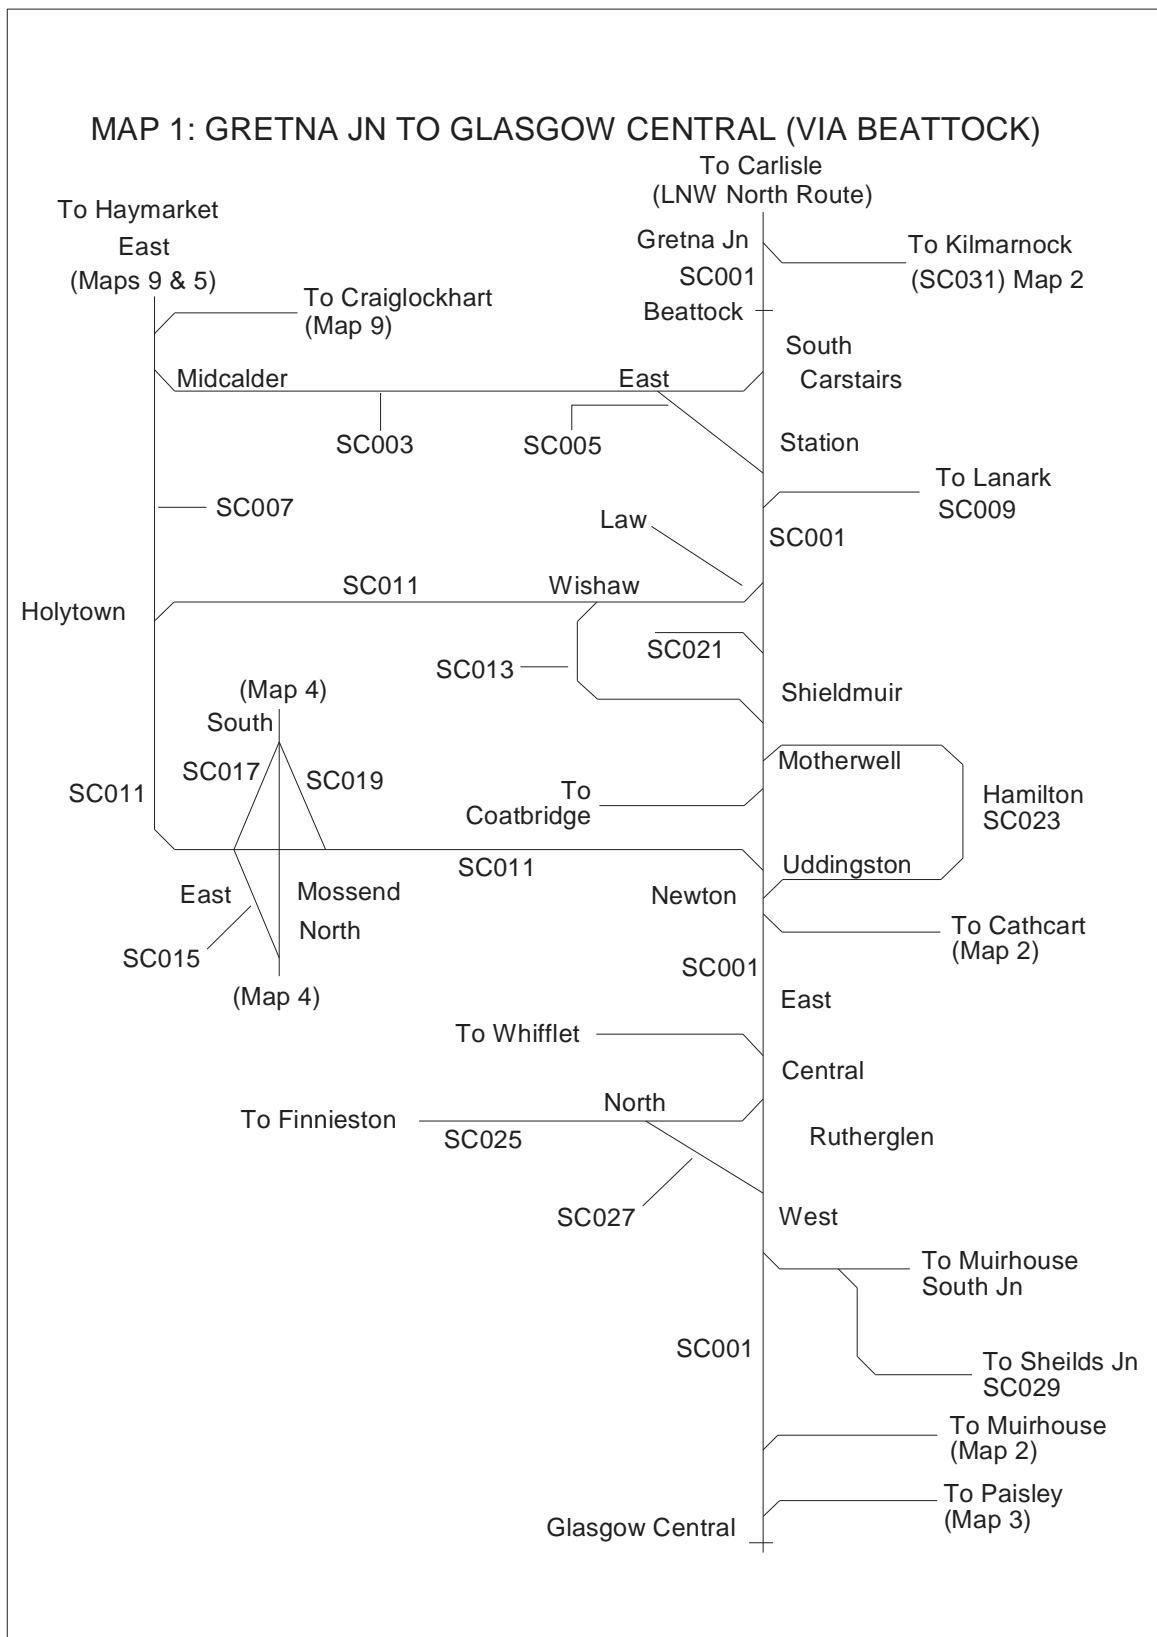 MAP 1: GRETNA JN TO GLASGOW CENTRAL (VIA BEATTOCK)
To Carlisle
(LNW North Route)
To Haymarket
East
(Maps 9 & 5)
Gretna Jn
SC001
To Kilmarnock
(SC031) Map 2
To Craiglockhart
(Map 9)
Beattock
South
Carstairs
Midcalder
East
SC003
SC005
Station
To Lanark
SC009
SC007
Law
SC001
SC011
Wishaw
Holytown
SC021
SC013
Shieldmuir
(Map 4)
South
SC017
SC019
SC011
Motherwell
To
Coatbridge
Hamilton
SC023
SC011
Uddingston
East
Mossend
North
SC015
(Map 4)
Newton
To Cathcart
(Map 2)
SC001
East
To Whifflet
Central
North
To Finnieston
SC025
Rutherglen
SC027
West
To Muirhouse
South Jn
SC001
To Sheilds Jn
SC029
To Muirhouse
(Map 2)
To Paisley
(Map 3)
Glasgow Central